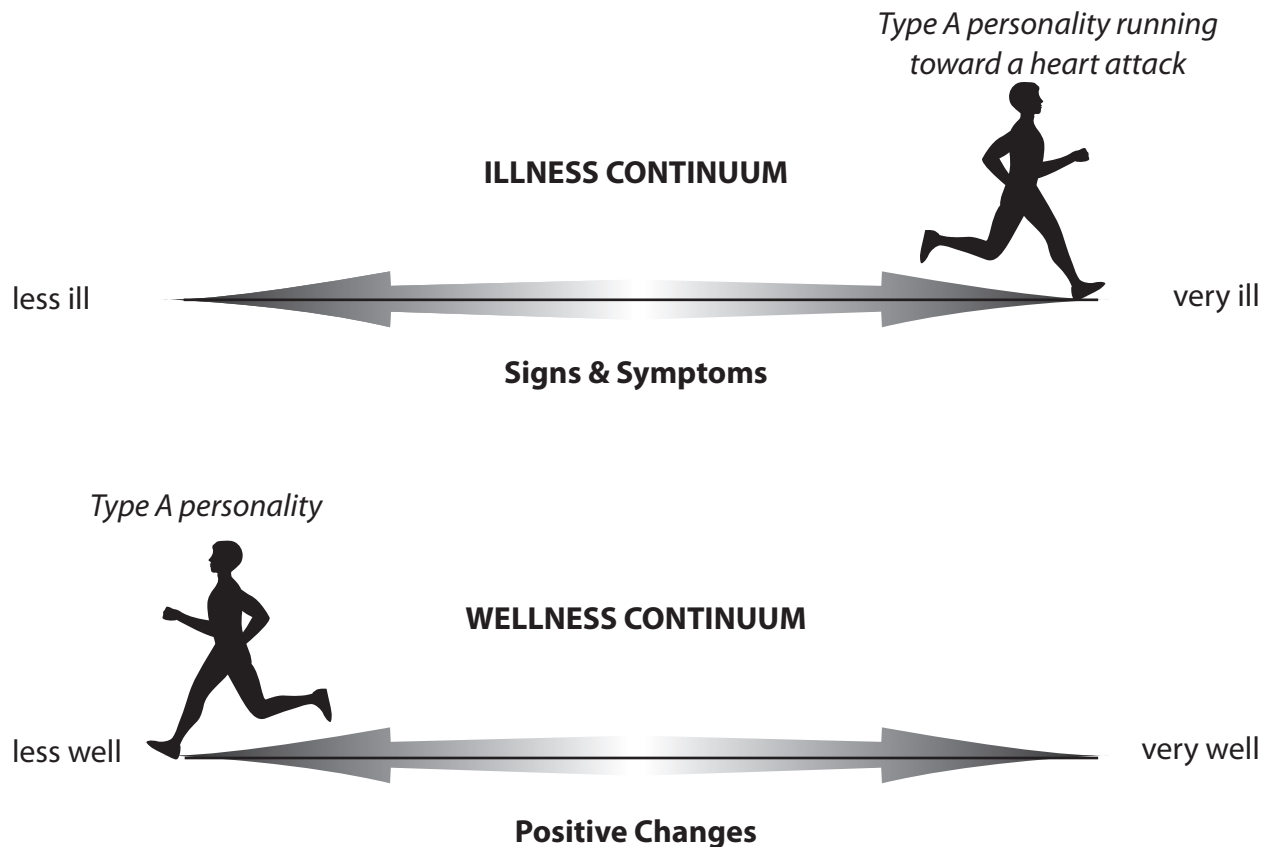 Type A personality running
toward a heart attack
ILLNESS CONTINUUM
less ill
very ill
Signs & Symptoms
Type A personality
WELLNESS CONTINUUM
less well
very well
Positive Changes